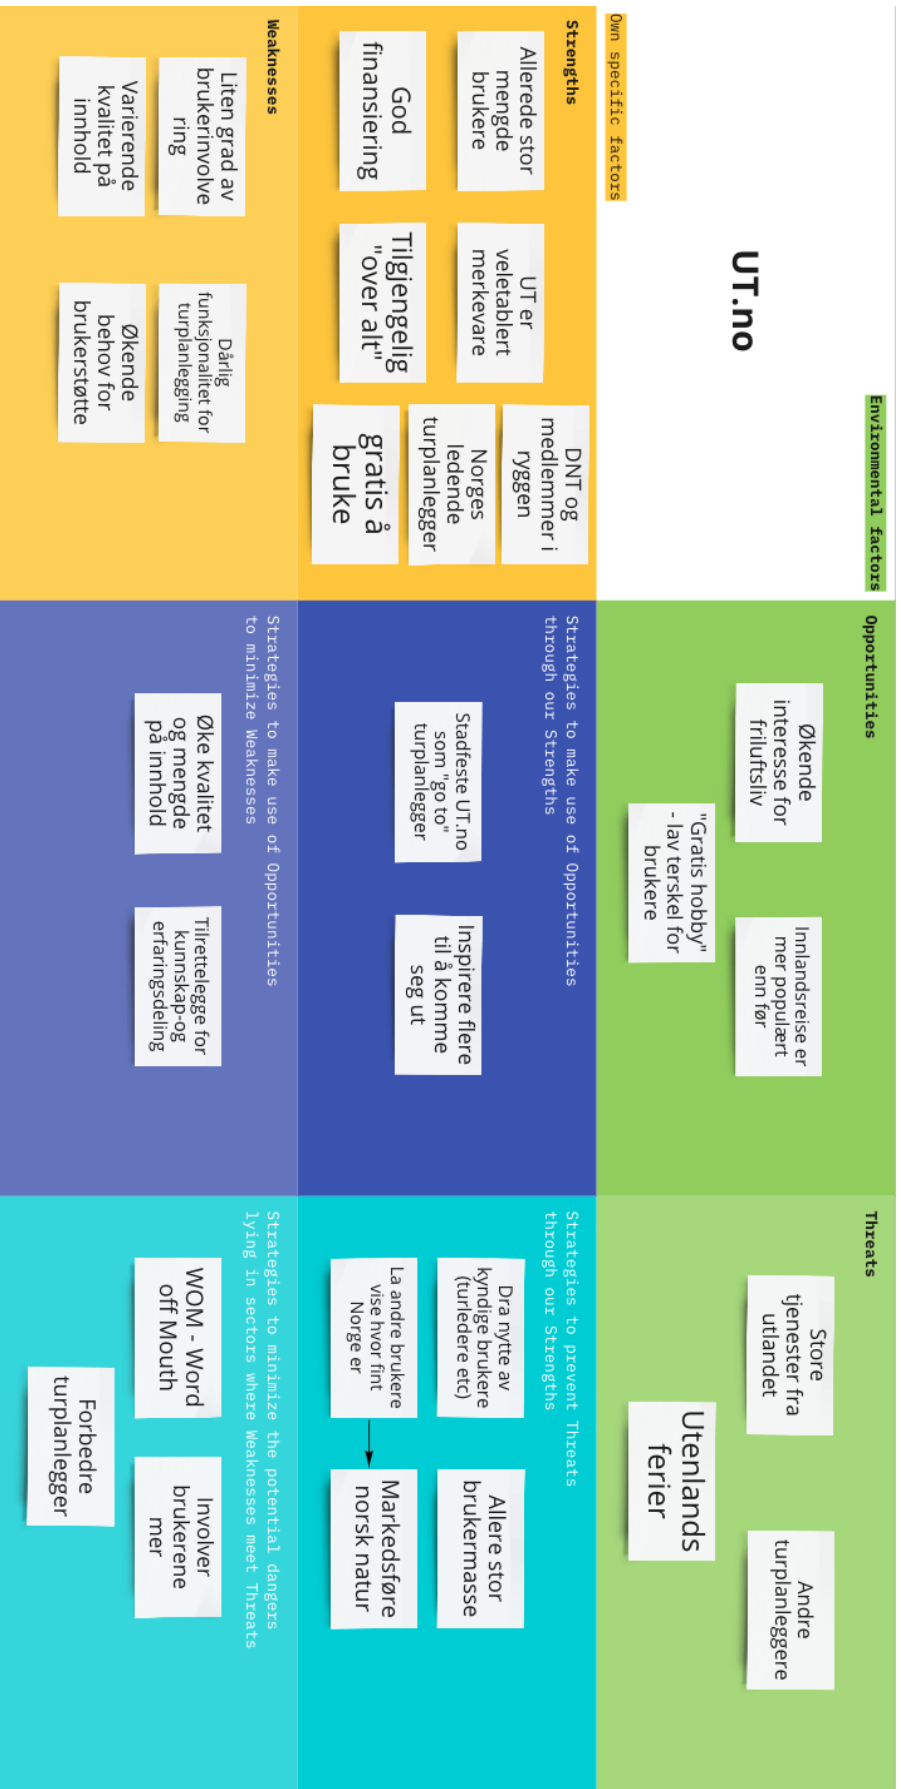 UT.no
Environmental factors
Own specific factors
Opportunities
Økende
interesse for
friluftsliv
Innlandsreise er
mer populært
enn før
"Gratis hobby"
- lav terskel for
brukere
Threats
Store
tjenester fra
utlandet
Andre
turplanleggere
Utenlands
ferier
Strengths
Allerede stor
mengde
brukere
UT er
veletablert
merkevare
DNT og
medlemmer i
ryggen
Norges
ledende
turplanlegger
God
finansiering
Tilgjengelig
"over alt"
gratis å
bruke
Strategies to make use of Opportunities
through our Strengths
Stadfeste UT.no
som "go to"
turplanlegger
Inspirere flere
til å komme
seg ut
Strategies to prevent Threats
through our Strengths
Dra nytte av
kyndige brukere
(turledere etc)
Allere stor
brukermasse
La andre brukere
vise hvor fint
Norge er
Markedsføre
norsk natur
Weaknesses
Liten grad av
brukerinvolve
ring
Dårlig
funksjonalitet for
turplanlegging
Varierende
kvalitet på
innhold
Økende
behov for
brukerstøtte
Strategies to make use of Opportunities
to minimize Weaknesses
Øke kvalitet
og mengde
på innhold
Tilrettelegge for
kunnskap-og
erfaringsdeling
Strategies to minimize the potential dangers
lying in sectors where Weaknesses meet Threats
WOM - Word
off Mouth
Involver
brukerene
mer
Forbedre
turplanlegger